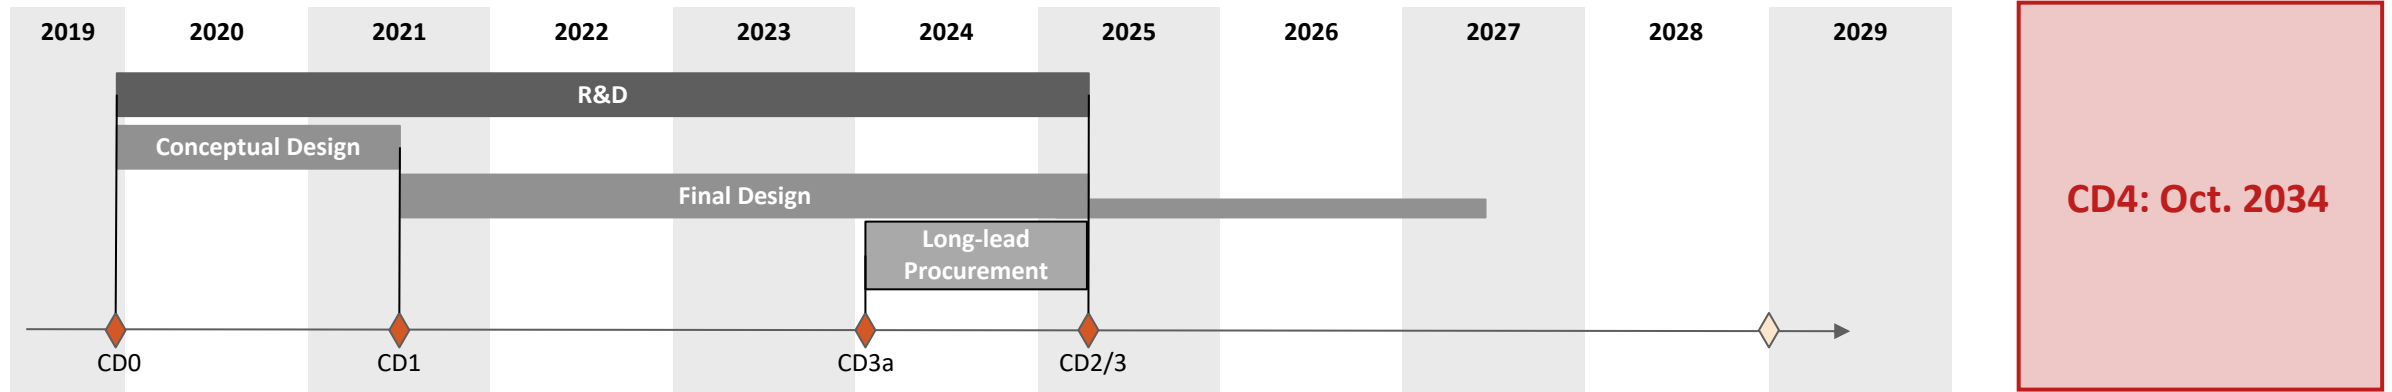 2019 2020 2021 2022 2023 2024 2025 2026 2027 2028 2029
R&D
Conceptual Design
Final Design
Long-lead
Procurement
CD0 CD1 CD3a CD2/3
CD4: Oct. 2034